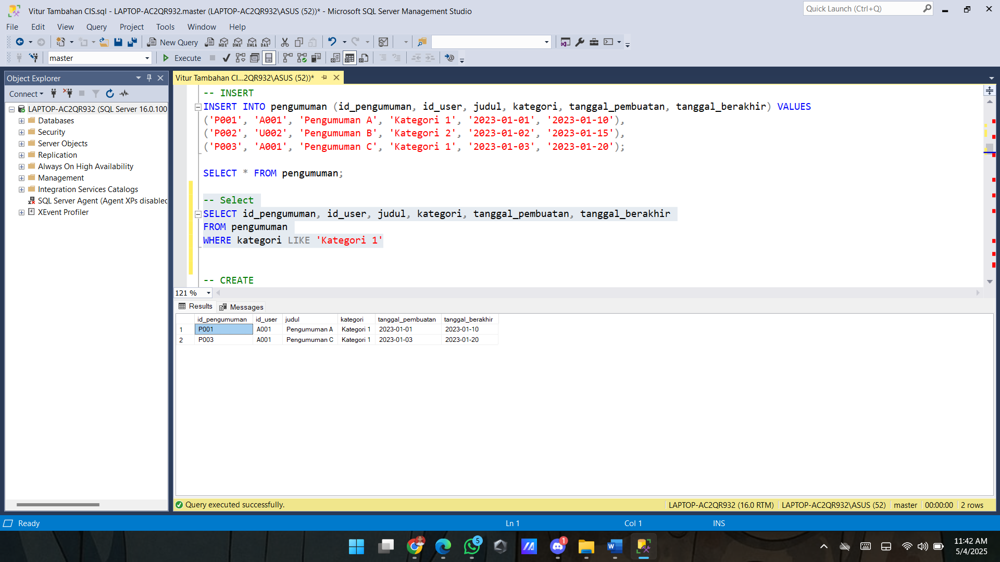 Vitur Tambahan CIS.sql - LAPTOP-AC2QR932.master (LAPTOP-AC2QR932\ASUS (52))* - Microsoft SQL Server Management Studio
Quick Launch (Ctrl+Q)
File Edit View Query Project Tools Window Help
New Query MDX DMX XMLA DAX
master Execute
Object Explorer
Connect
LAPTOP-AC2QR932 (SQL Server 16.0.100
Databases
Security
Server Objects
Replication
Always On High Availability
Management
Integration Services Catalogs
SQL Server Agent (Agent XPs disabled
XEvent Profiler
Vitur Tambahan CI...2QR932\ASUS (52))*
-- INSERT
INSERT INTO pengumuman (id_pengumuman, id_user, judul, kategori, tanggal_pembuatan, tanggal_berakhir) VALUES
('P001', 'A001', 'Pengumuman A', 'Kategori 1', '2023-01-01', '2023-01-10'),
('P002', 'U002', 'Pengumuman B', 'Kategori 2', '2023-01-02', '2023-01-15'),
('P003', 'A001', 'Pengumuman C', 'Kategori 1', '2023-01-03', '2023-01-20');
SELECT * FROM pengumuman;
-- Select
SELECT id_pengumuman, id_user, judul, kategori, tanggal_pembuatan, tanggal_berakhir
FROM pengumuman
WHERE kategori LIKE 'Kategori 1'
-- CREATE
121 %
Results Messages
id_pengumuman id_user judul kategori tanggal_pembuatan tanggal_berakhir
1 P001 A001 Pengumuman A Kategori 1 2023-01-01 2023-01-10
2 P003 A001 Pengumuman C Kategori 1 2023-01-03 2023-01-20
Query executed successfully.
LAPTOP-AC2QR932 (16.0 RTM) LAPTOP-AC2QR932\ASUS (52) master 00:00:00 2 rows
Ready Ln 1 Col 1 INS
5
1
W
11:42 AM
5/4/2025